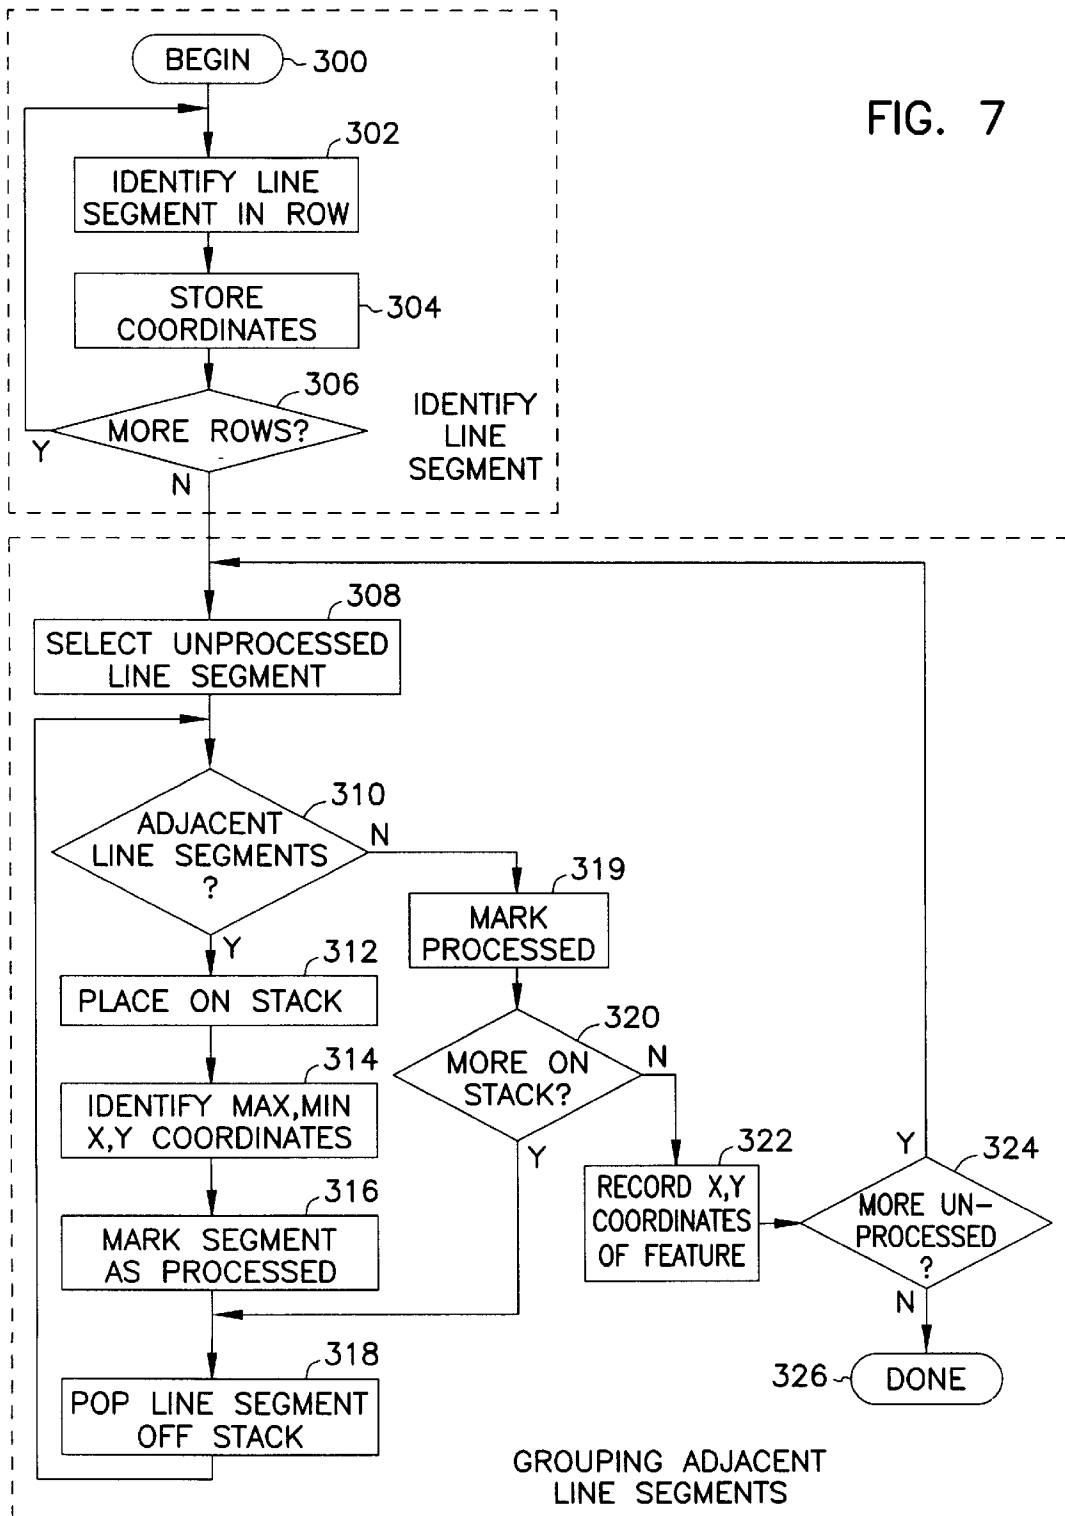 BEGIN
300
FIG. 7
302
IDENTIFY LINE
SEGMENT IN ROW
STORE
COORDINATES
304
306
MORE ROWS?
Y
N
IDENTIFY
LINE
SEGMENT
308
SELECT UNPROCESSED
LINE SEGMENT
310
ADJACENT
LINE SEGMENTS
?
N
Y
319
MARK
PROCESSED
312
PLACE ON STACK
320
MORE ON
STACK?
N
Y
314
IDENTIFY MAX,MIN
X,Y COORDINATES
322
RECORD X,Y
COORDINATES
OF FEATURE
Y
324
MORE UN-
PROCESSED
?
N
316
MARK SEGMENT
AS PROCESSED
318
POP LINE SEGMENT
OFF STACK
326
DONE
GROUPING ADJACENT
LINE SEGMENTS